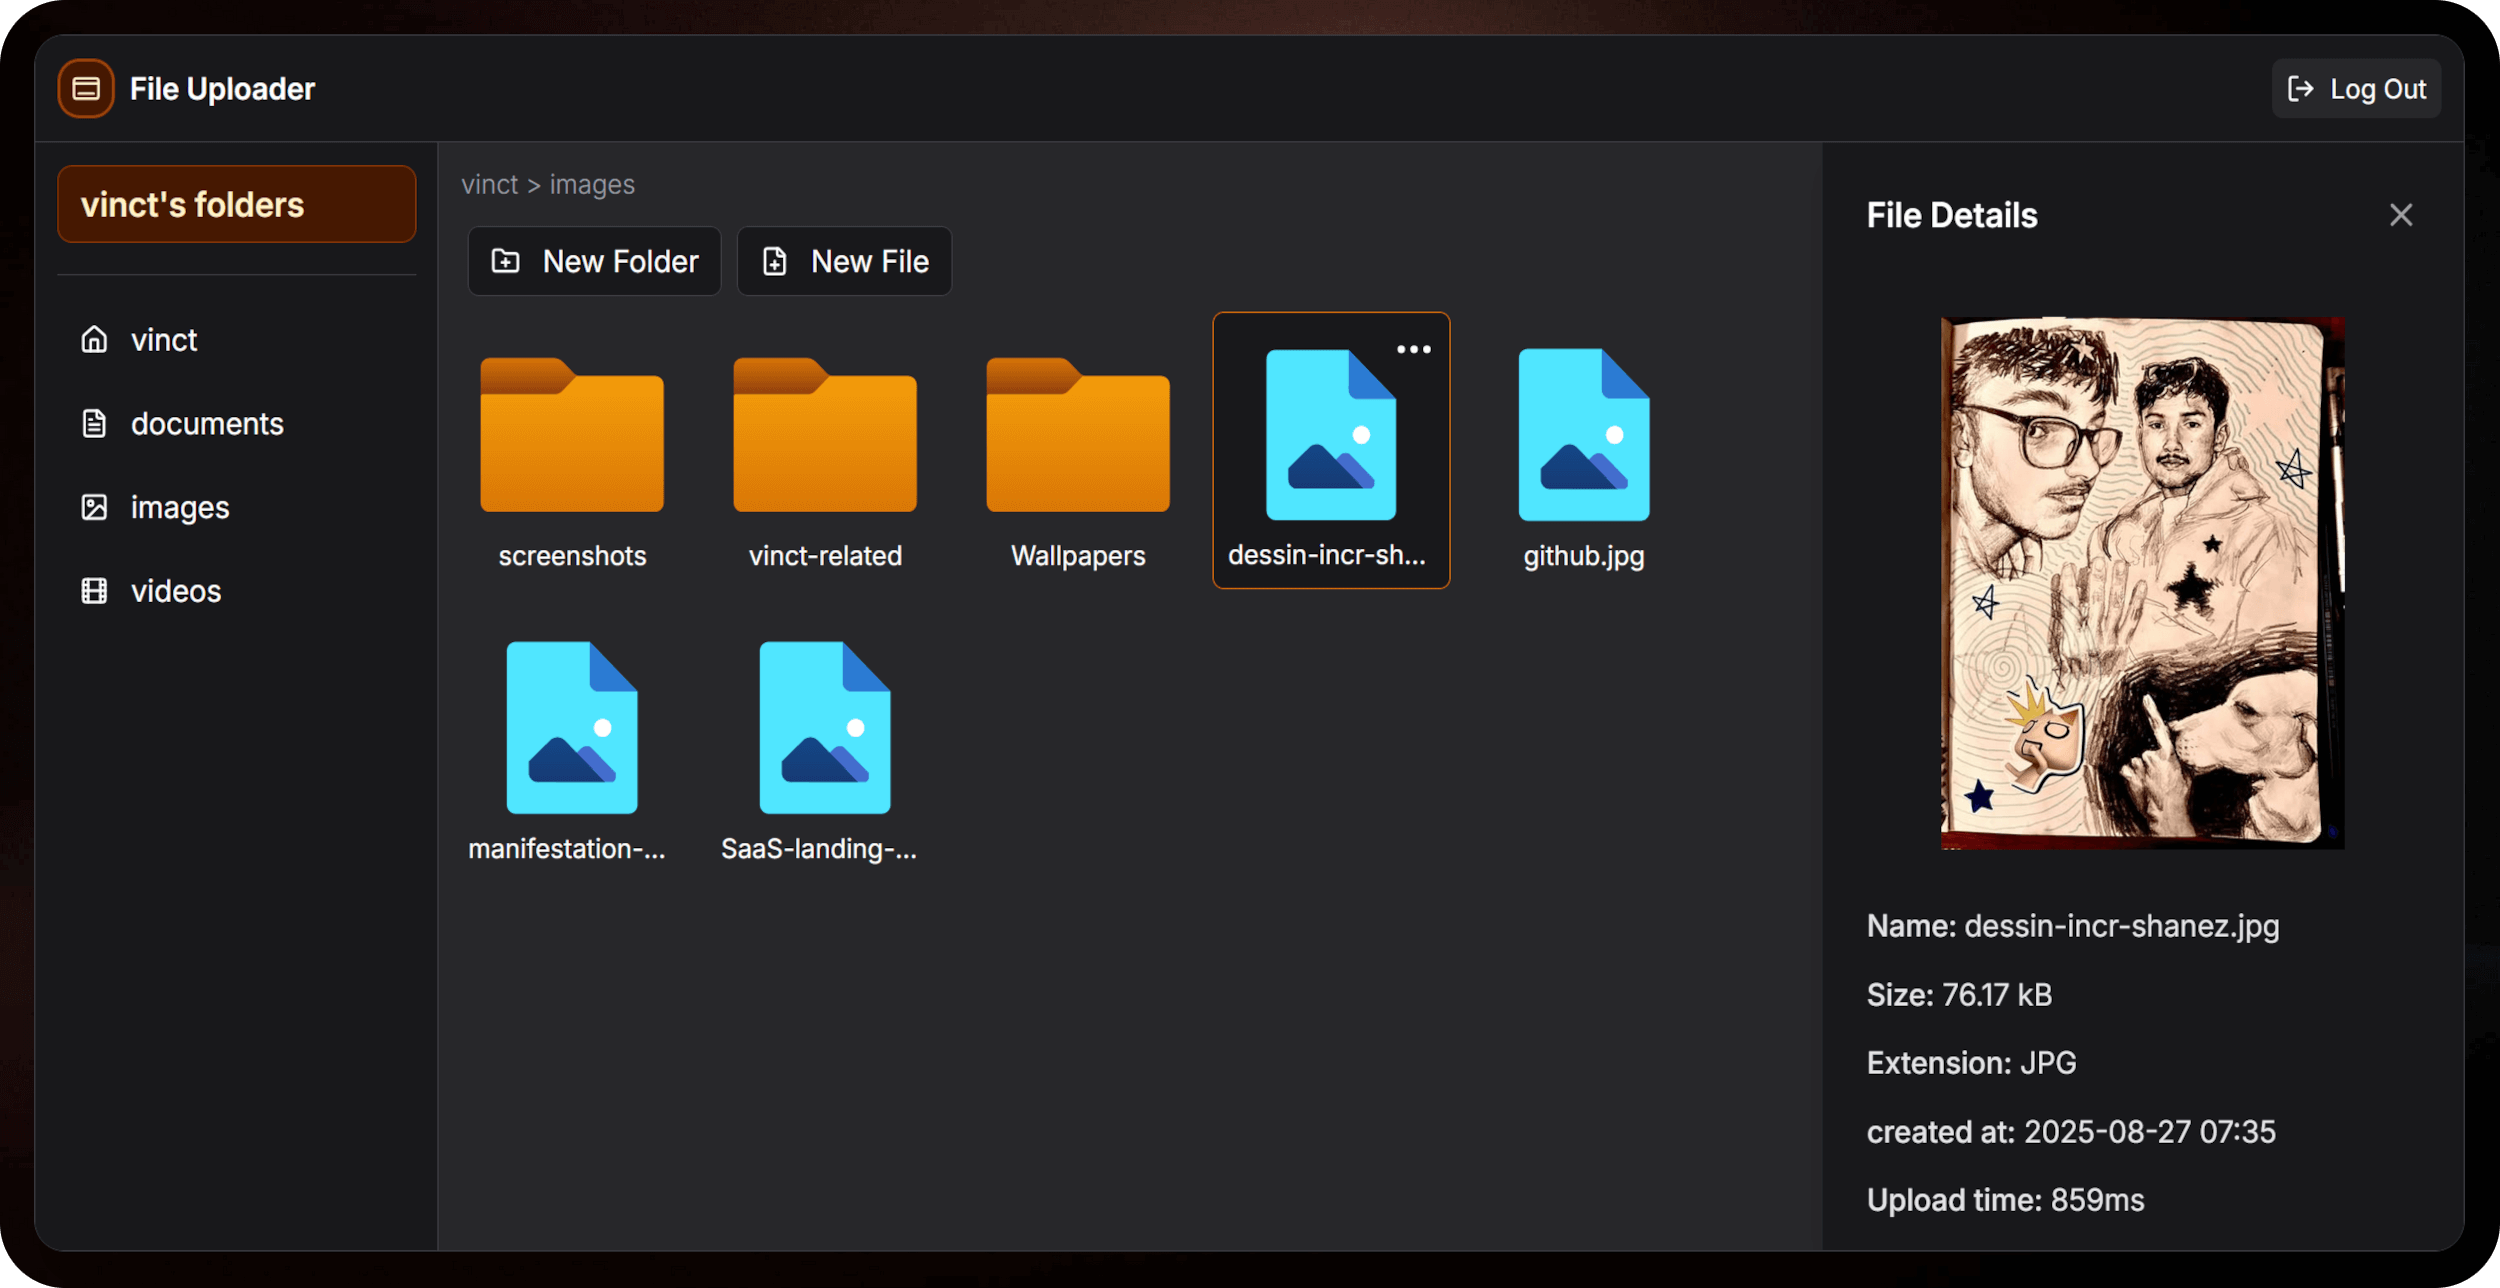 File Uploader
Log Out
vinct's folders
vinct
documents
images
videos
vinct > images
New Folder
New File
screenshots
vinct-related
Wallpapers
dessin-incr-sh...
github.jpg
manifestation-...
SaaS-landing-...
File Details
Name: dessin-incr-shanez.jpg
Size: 76.17 kB
Extension: JPG
created at: 2025-08-27 07:35
Upload time: 859ms